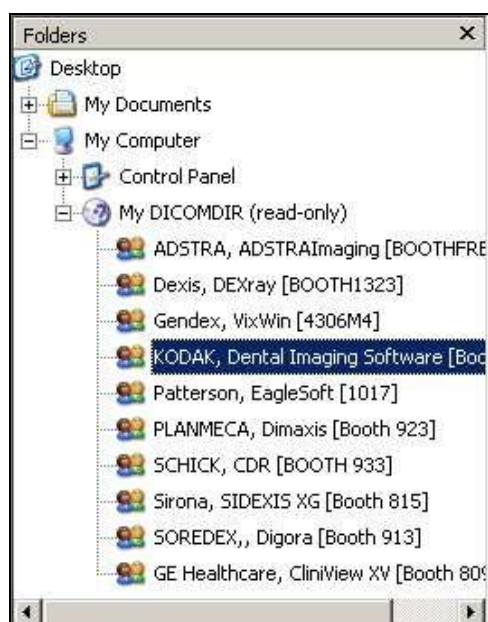 Folders
Desktop
My Documents
My Computer
Control Panel
My DICOMDIR (read-only)
ADSTRA, ADSTRAImaging [BOOTHFRE
Dexis, DEXray [BOOTH1323]
Gendex, VixWin [4306M4]
KODAK, Dental Imaging Software [Boo
Patterson, EagleSoft [1017]
PLANMECA, Dimaxis [Booth 923]
SCHICK, CDR [BOOTH 933]
Sirona, SIDEXIS XG [Booth 815]
SOREDEX,, Digora [Booth 913]
GE Healthcare, CliniView XV [Booth 809